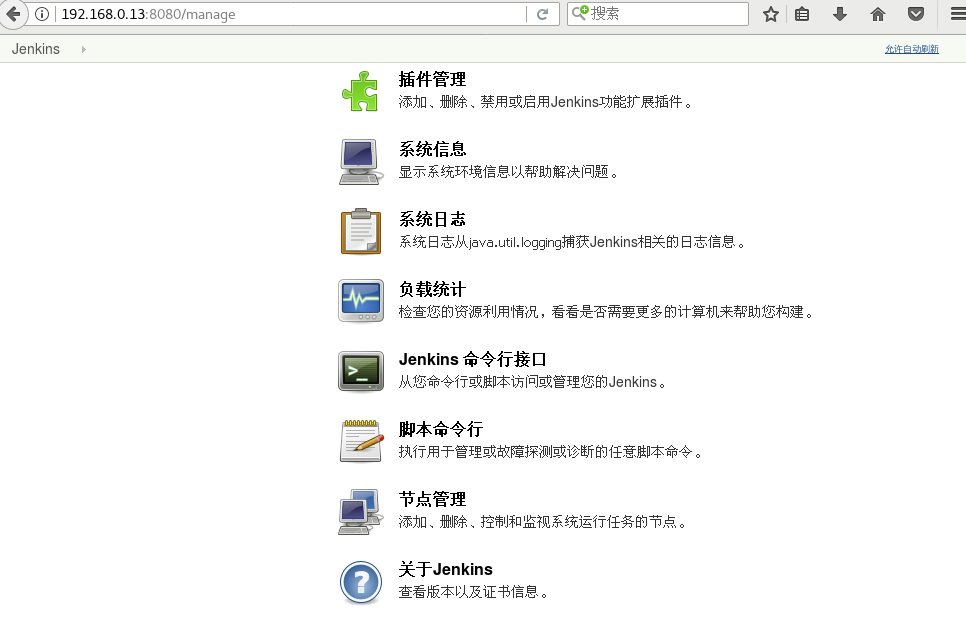 192.168.0.13:8080/manage
搜索
Jenkins
允许自动刷新
插件管理
添加、删除、禁用或启用Jenkins功能扩展插件。
系统信息
显示系统环境信息以帮助解决问题。
系统日志
系统日志从java.util.logging捕获Jenkins相关的日志信息。
负载统计
检查您的资源利用情况，看看是否需要更多的计算机来帮助您构建。
Jenkins 命令行接口
从您命令行或脚本访问或管理您的Jenkins。
脚本命令行
执行用于管理或故障探测或诊断的任意脚本命令。
节点管理
添加、删除、控制和监视系统运行任务的节点。
关于Jenkins
查看版本以及证书信息。